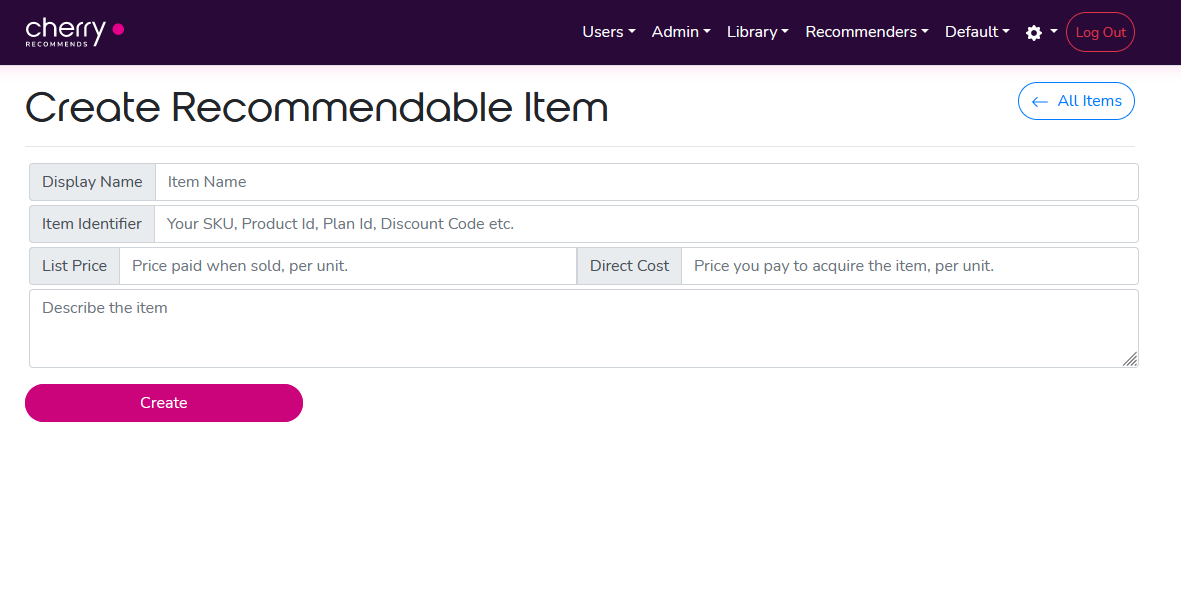 cherry
RECOMMENDS
Users Admin Library Recommenders Default Log Out
Create Recommendable Item
← All Items
Display Name Item Name
Item Identifier Your SKU, Product Id, Plan Id, Discount Code etc.
List Price Price paid when sold, per unit. Direct Cost Price you pay to acquire the item, per unit.
Describe the item
Create